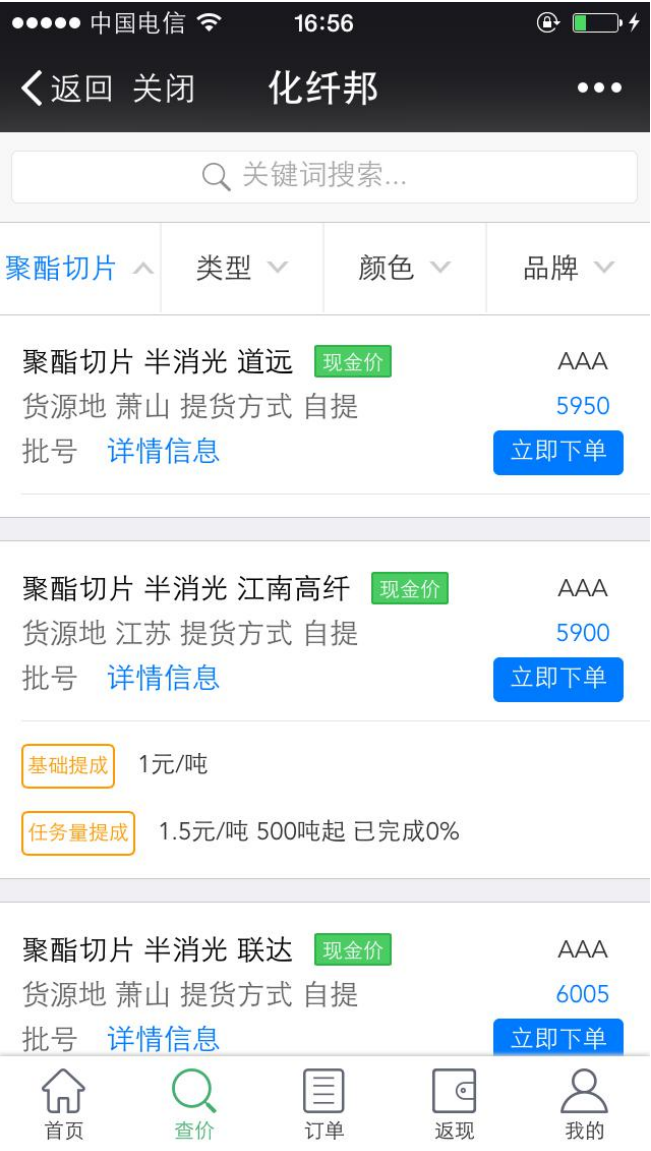 中国电信 16:56
返回 关闭 化纤邦
关键词搜索...
聚酯切片 类型 颜色 品牌
聚酯切片 半消光 道远 现金价 AAA
货源地 萧山 提货方式 自提 5950
批号 详情信息 立即下单
聚酯切片 半消光 江南高纤 现金价 AAA
货源地 江苏 提货方式 自提 5900
批号 详情信息 立即下单
基础提成 1元/吨
任务量提成 1.5元/吨 500吨起 已完成0%
聚酯切片 半消光 联达 现金价 AAA
货源地 萧山 提货方式 自提 6005
批号 详情信息 立即下单
首页 查价 订单 返现 我的